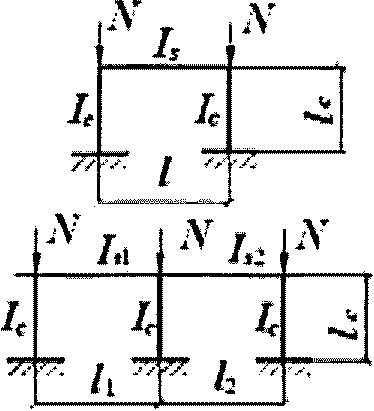 N N
I_s
I_c I_c l_c
l
N N N
I_s1 I_s2
I_c I_c I_c l_c
l_1 l_2